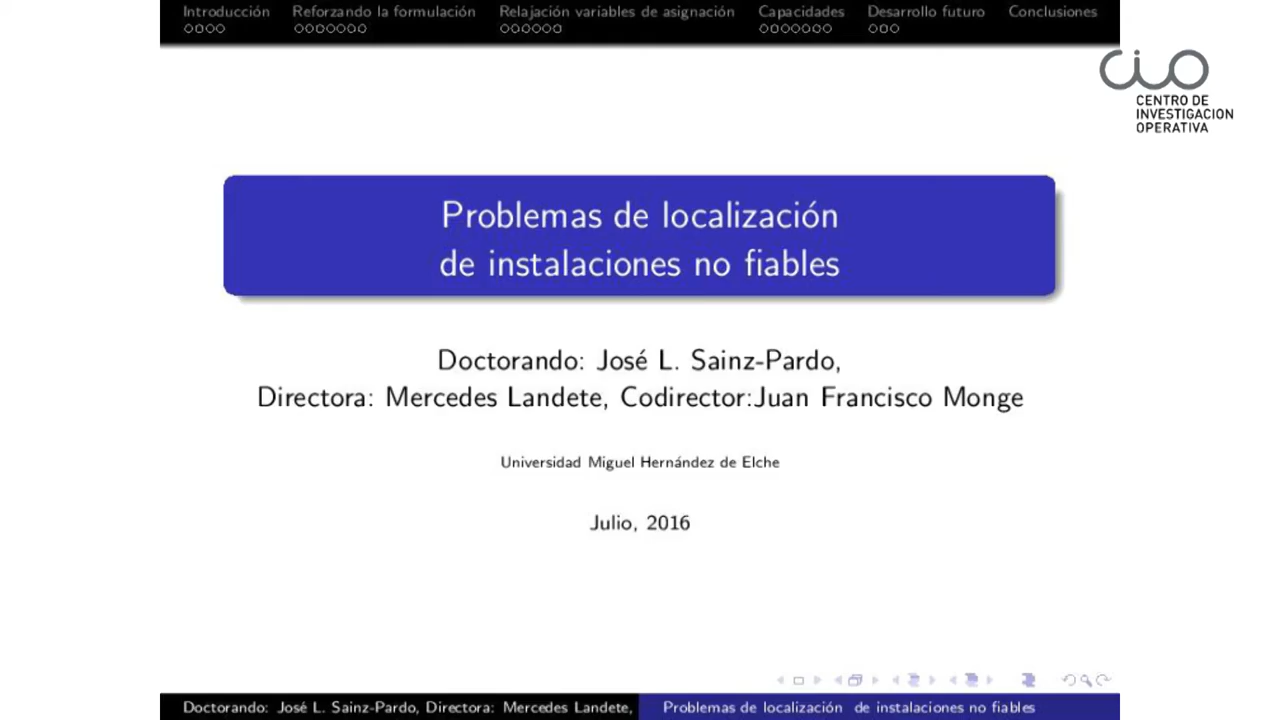 Introducción Reforzando la formulación Relajación variables de asignación Capacidades Desarrollo futuro Conclusiones
CIO
CENTRO DE
INVESTIGACION
OPERATIVA
Problemas de localización
de instalaciones no fiables
Doctorando: José L. Sainz-Pardo,
Directora: Mercedes Landete, Codirector:Juan Francisco Monge
Universidad Miguel Hernández de Elche
Julio, 2016
Doctorando: José L. Sainz-Pardo, Directora: Mercedes Landete, Problemas de localización de instalaciones no fiables